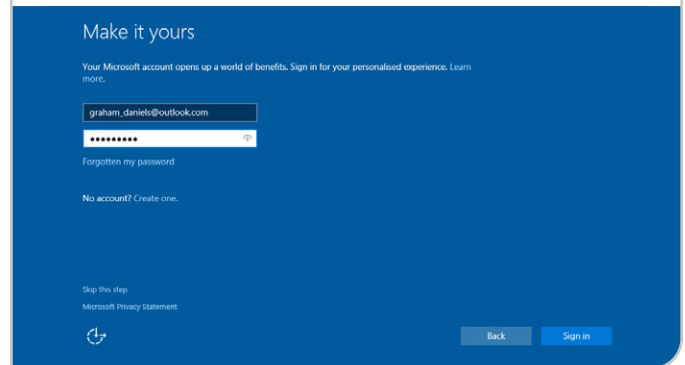 Make it yours
Your Microsoft account opens up a world of benefits. Sign in for your personalised experience. Learn
more.
graham_daniels@outlook.com
•••••••••
Forgotten my password
No account? Create one.
Skip this step
Microsoft Privacy Statement
Back Sign in